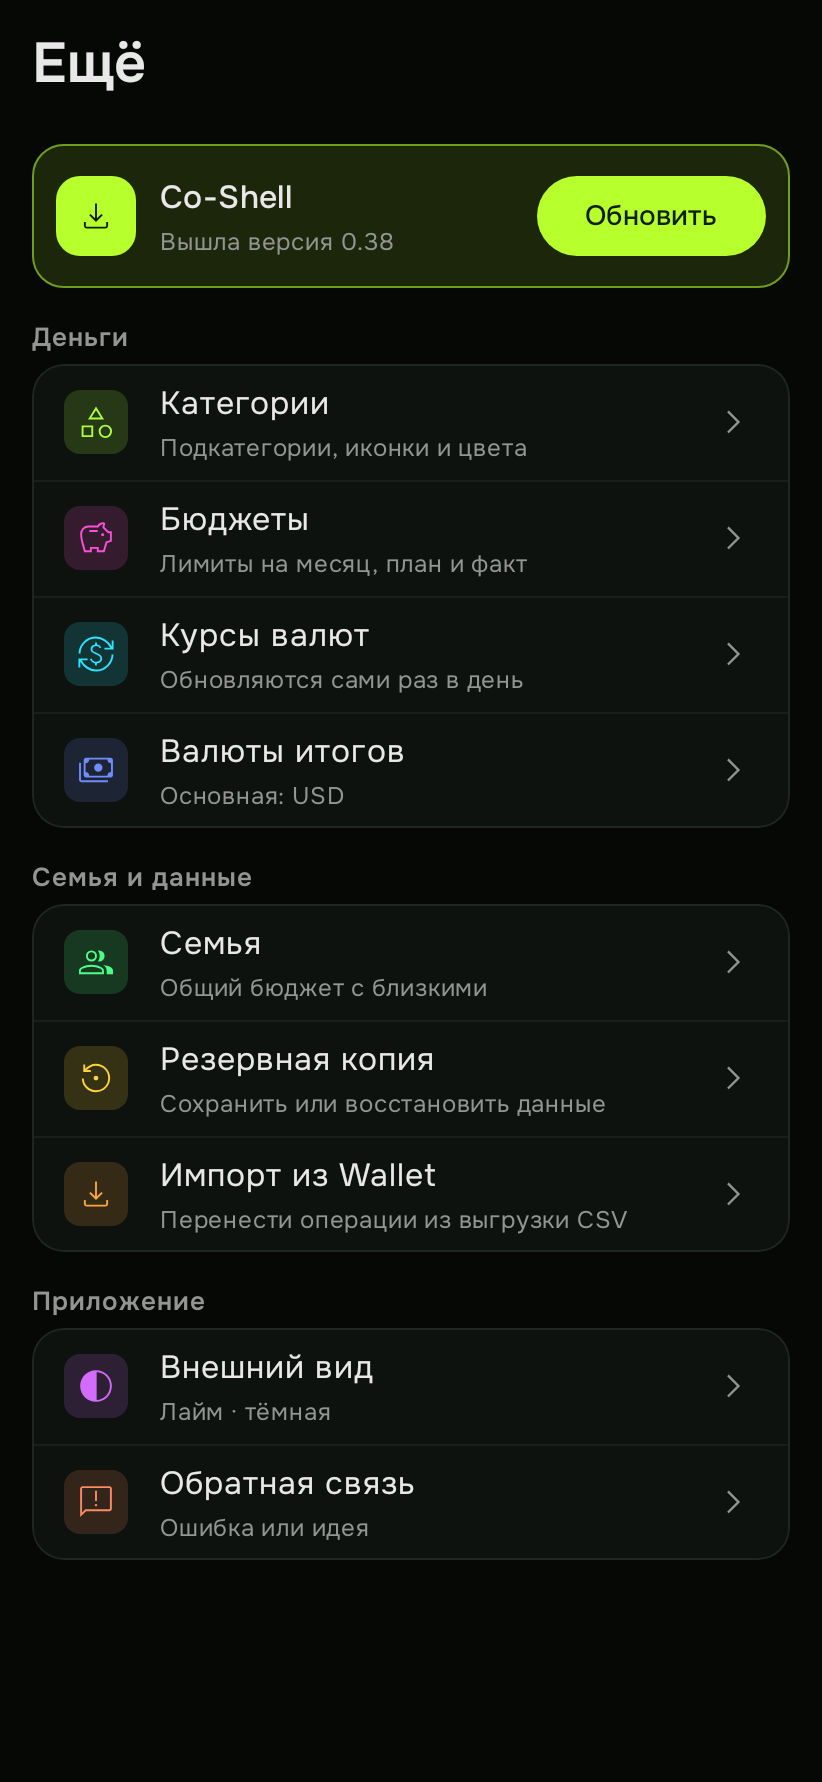 Ещё
Co-Shell
Вышла версия 0.38
Обновить
Деньги
Категории
Подкатегории, иконки и цвета
Бюджеты
Лимиты на месяц, план и факт
Курсы валют
Обновляются сами раз в день
Валюты итогов
Основная: USD
Семья и данные
Семья
Общий бюджет с близкими
Резервная копия
Сохранить или восстановить данные
Импорт из Wallet
Перенести операции из выгрузки CSV
Приложение
Внешний вид
Лайм · тёмная
Обратная связь
Ошибка или идея